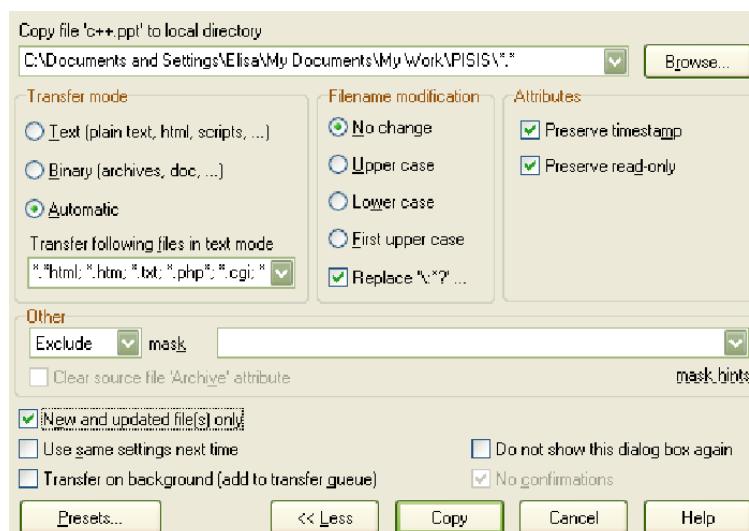 Copy file 'c++.ppt' to local directory
C:\Documents and Settings\Elisa\My Documents\My Work\PISIS\*.*
Browse...
Transfer mode
Text (plain text, html, scripts, ...)
Binary (archives, doc, ...)
Automatic
Transfer following files in text mode
*.*html; *.htm; *.txt; *.php*; *.cgi; *
Filename modification
No change
Upper case
Lower case
First upper case
Replace '\:*?' ...
Attributes
Preserve timestamp
Preserve read-only
Other
Exclude mask
Clear source file 'Archive' attribute
mask hints
New and updated file(s) only
Use same settings next time
Do not show this dialog box again
Transfer on background (add to transfer queue)
No confirmations
Presets... << Less Copy Cancel Help